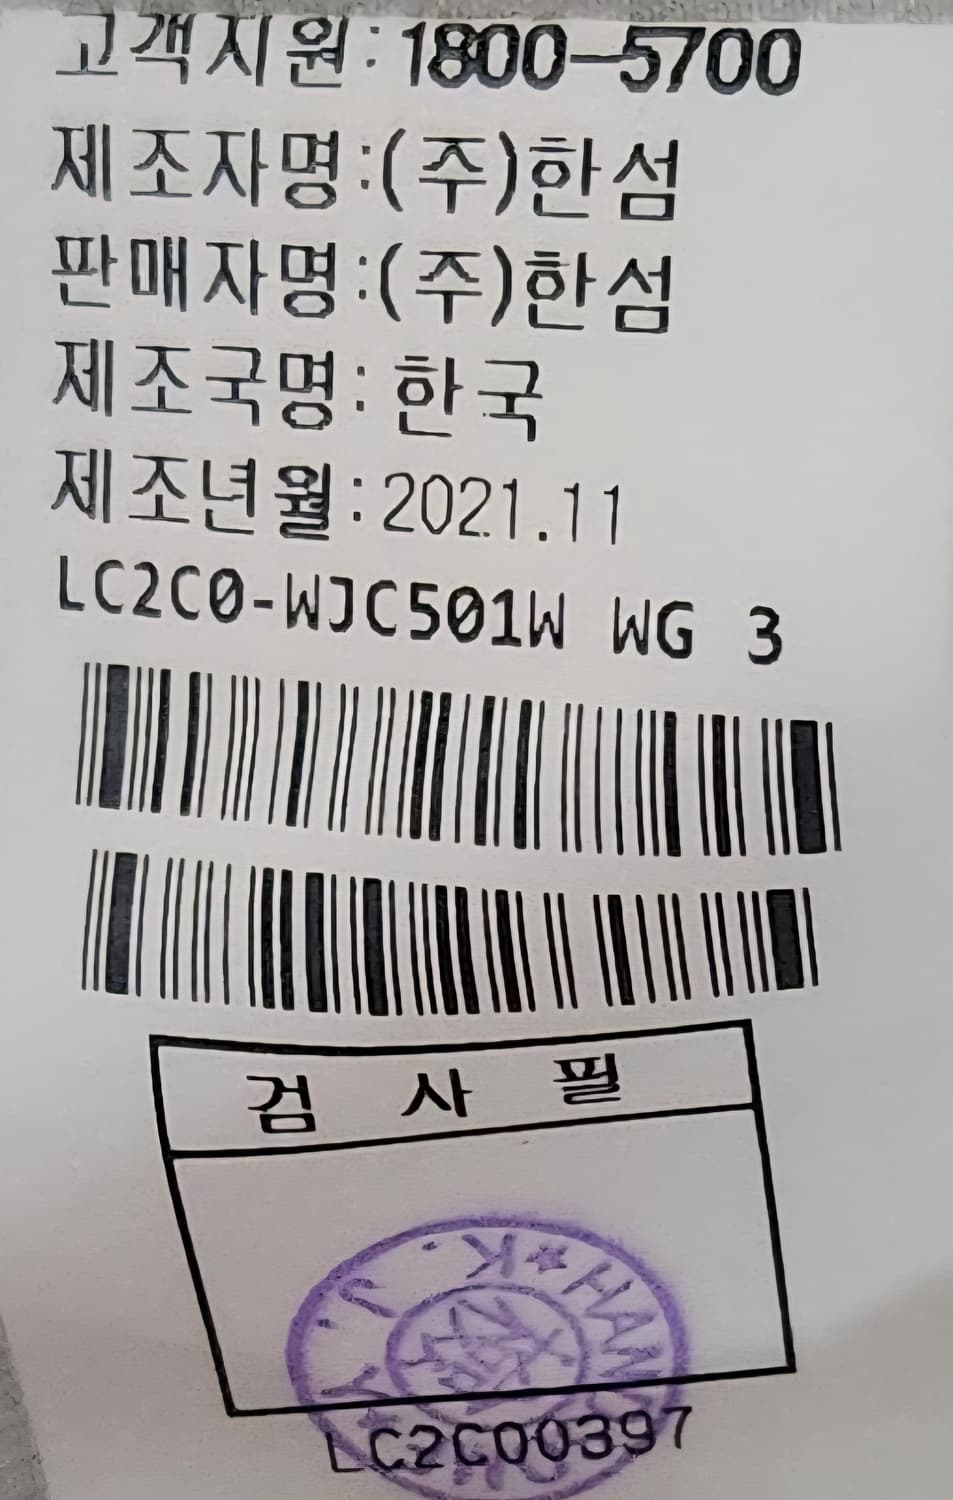 고객지원:1800-5700
제조자명:(주)한섬
판매자명:(주)한섬
제조국명:한국
제조년월:2021.11
LC2C0-WJC501W WG 3
검 사 필
LC2C00397